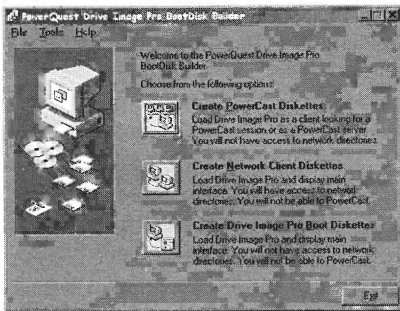 PowerQuest Drive Image Pro BootDisk Builder
File Tools Help
Welcome to the PowerQuest Drive Image Pro
BootDisk Builder.
Choose from the following options:
Create PowerCast Diskettes
Load Drive Image Pro as a client looking for a
PowerCast session or as a PowerCast server.
You will not have access to network directories.
Create Network Client Diskettes
Load Drive Image Pro and display main
interface. You will have access to network
directories. You will not be able to PowerCast.
Create Drive Image Pro Boot Diskettes
Load Drive Image Pro and display main
interface. You will not have access to network
directories. You will not be able to PowerCast.
Exit